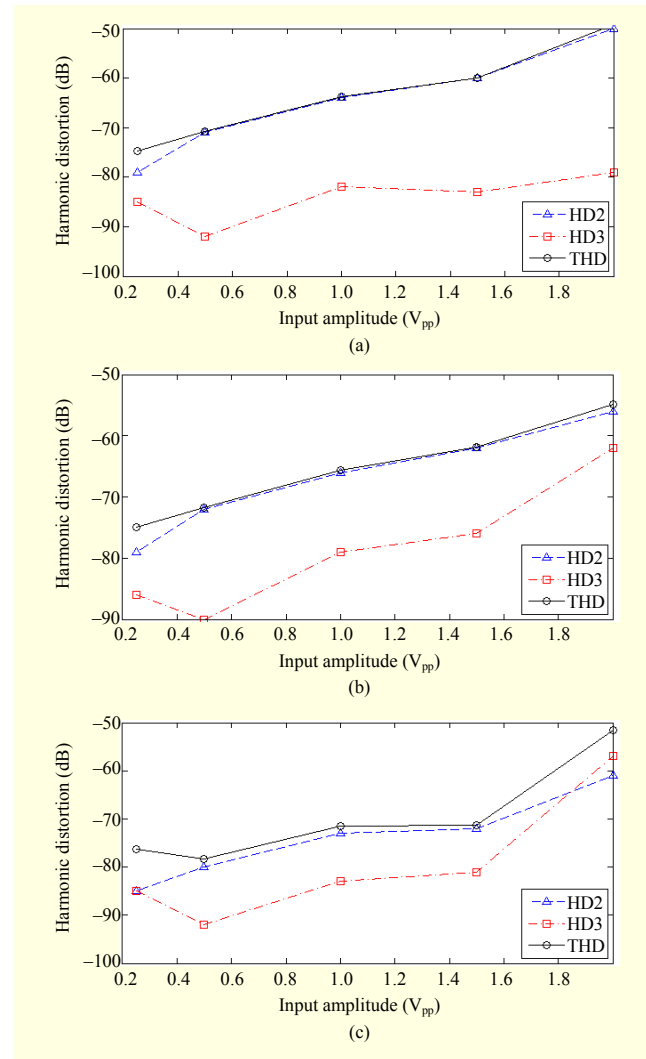 Harmonic distortion (dB)
–50
–60
–70
–80
–90
–100
0.2 0.4 0.6 0.8 1.0 1.2 1.4 1.6 1.8
Input amplitude (Vpp)
HD2
HD3
THD
(a)
Harmonic distortion (dB)
–50
–60
–70
–80
–90
0.2 0.4 0.6 0.8 1.0 1.2 1.4 1.6 1.8
Input amplitude (Vpp)
HD2
HD3
THD
(b)
Harmonic distortion (dB)
–50
–60
–70
–80
–90
–100
0.2 0.4 0.6 0.8 1.0 1.2 1.4 1.6 1.8
Input amplitude (Vpp)
HD2
HD3
THD
(c)